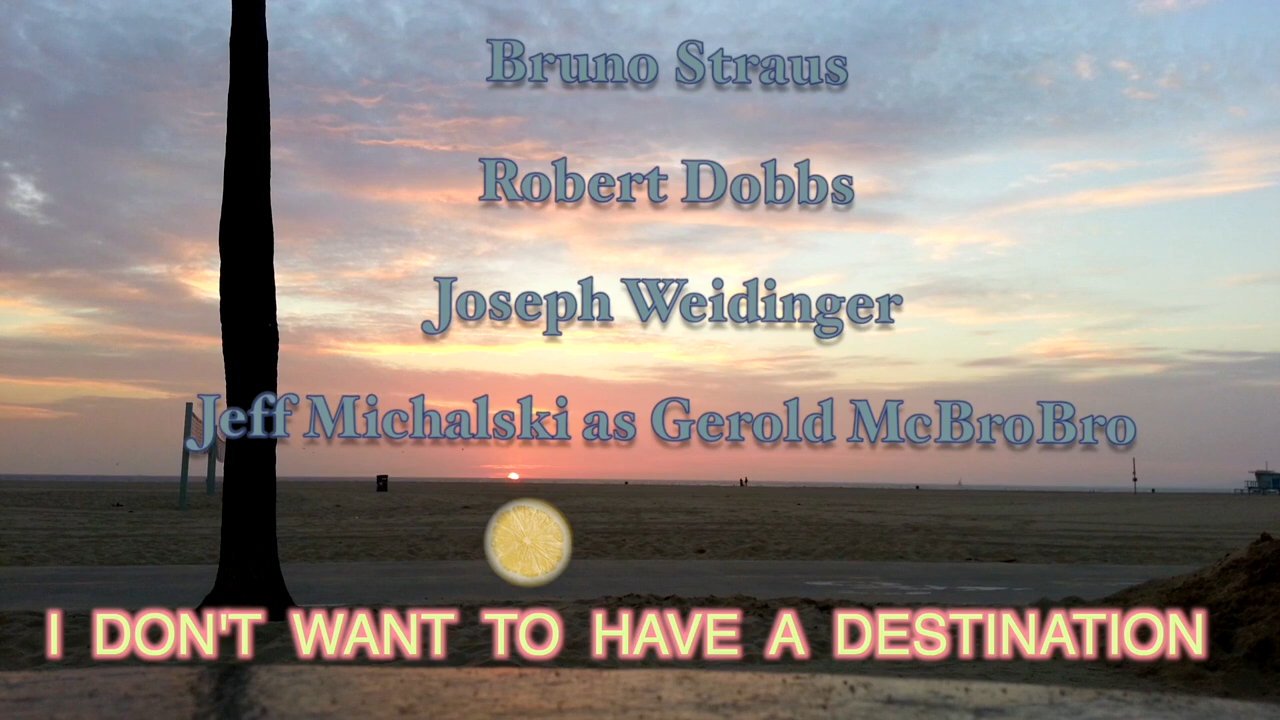 Bruno Straus
Robert Dobbs
Joseph Weidinger
Jeff Michalski as Gerold McBroBro
I DON'T WANT TO HAVE A DESTINATION